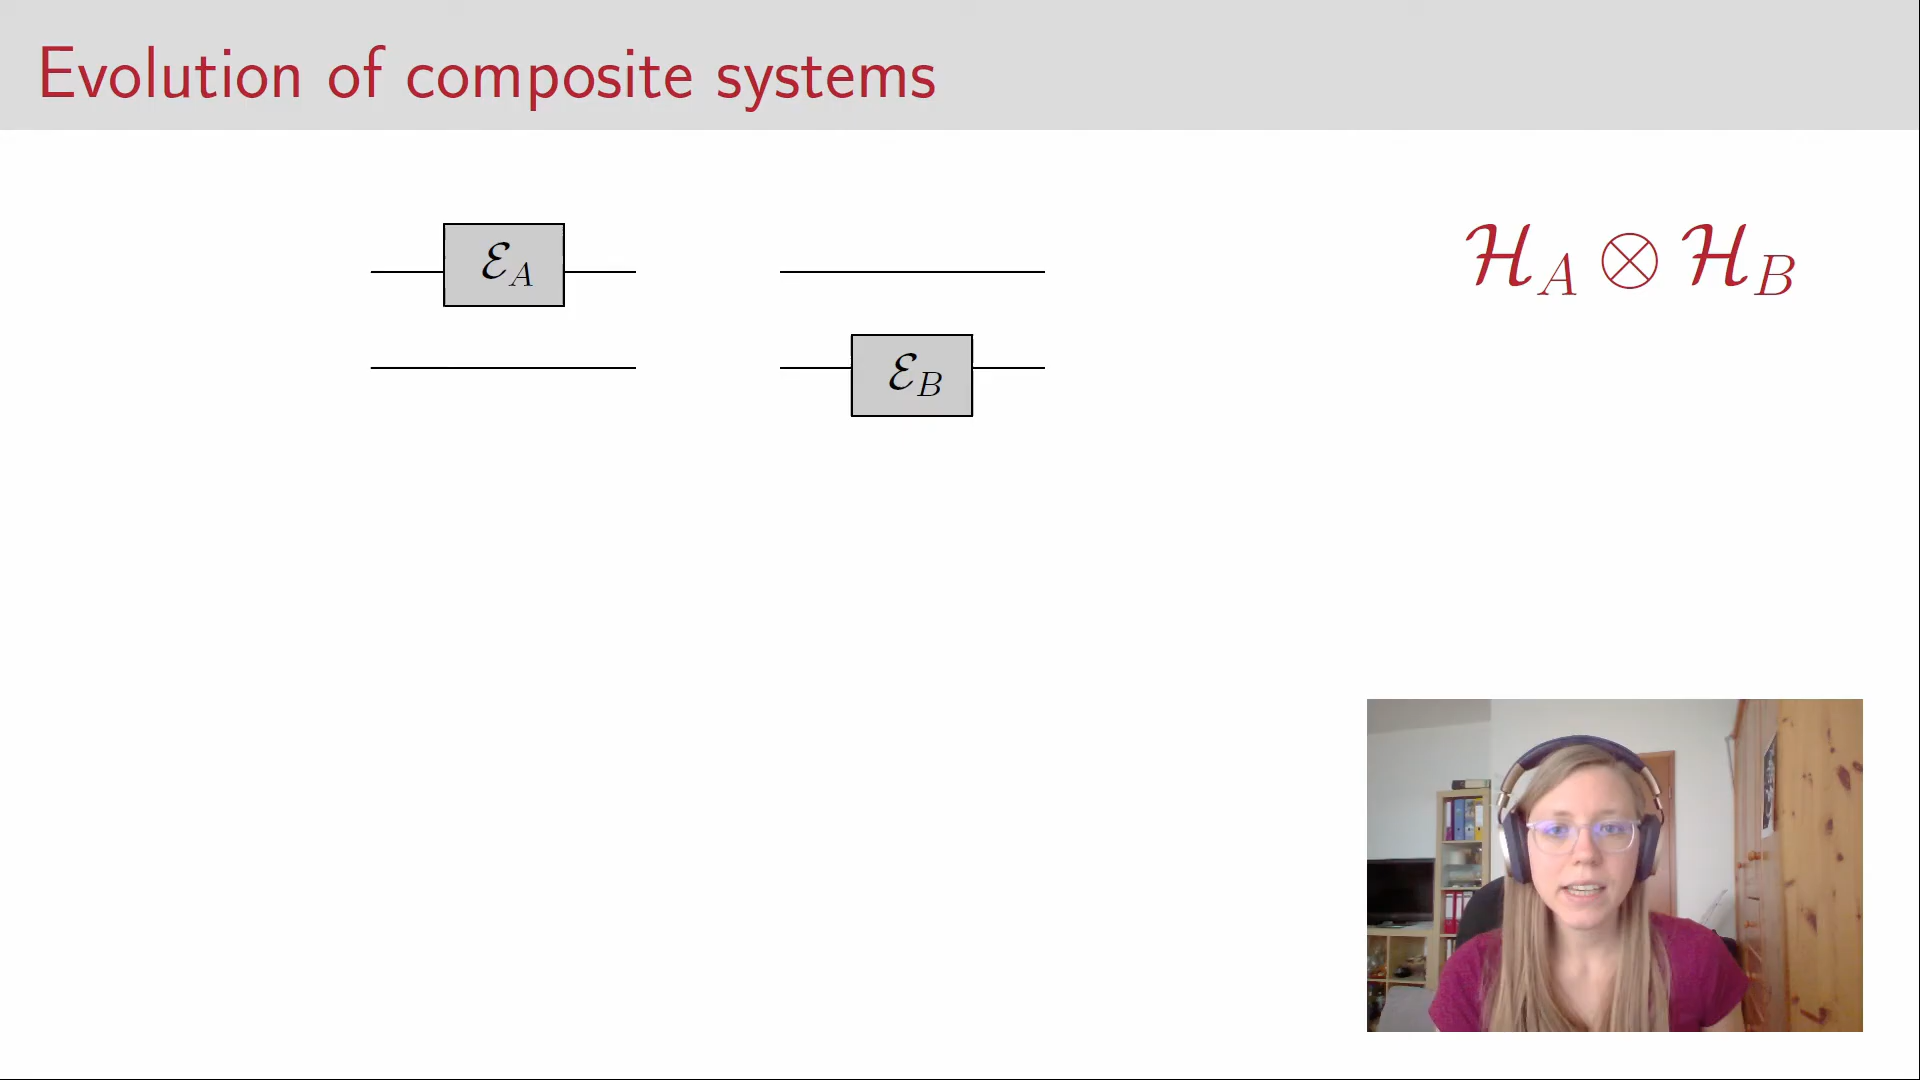 Evolution of composite systems
ℰ_A
ℋ_A ⊗ ℋ_B
ℰ_B